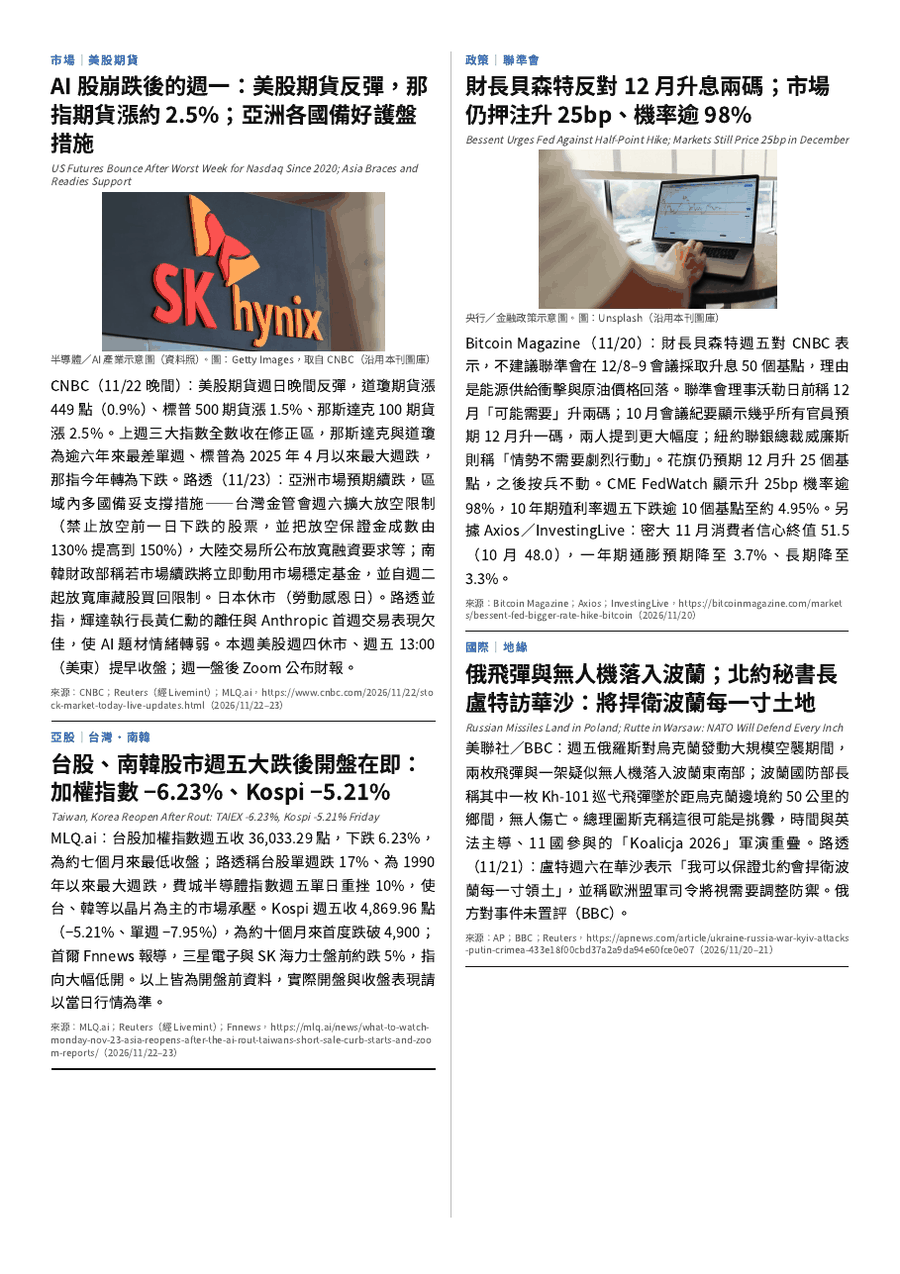 市場｜美股期貨
AI 股崩跌後的週一：美股期貨反彈，那
指期貨漲約 2.5%；亞洲各國備好護盤
措施
US Futures Bounce After Worst Week for Nasdaq Since 2020; Asia Braces and
Readies Support
SK hynix
半導體／AI 產業示意圖（資料照）。圖：Getty Images，取自 CNBC（沿用本刊圖庫）
CNBC（11/22 晚間）：美股期貨週日晚間反彈，道瓊期貨漲
449 點（0.9%）、標普 500 期貨漲 1.5%、那斯達克 100 期貨
漲 2.5%。上週三大指數全數收在修正區，那斯達克與道瓊
為逾六年來最差單週、標普為 2025 年 4 月以來最大週跌，
那指今年轉為下跌。路透（11/23）：亞洲市場預期續跌，區
域內多國備妥支撐措施——台灣金管會週六擴大放空限制
（禁止放空前一日下跌的股票，並把放空保證金成數由
130% 提高到 150%），大陸交易所公布放寬融資要求等；南
韓財政部稱若市場續跌將立即動用市場穩定基金，並自週二
起放寬庫藏股買回限制。日本休市（勞動感恩日）。路透並
指，輝達執行長黃仁勳的離任與 Anthropic 首週交易表現欠
佳，使 AI 題材情緒轉弱。本週美股週四休市、週五 13:00
（美東）提早收盤；週一盤後 Zoom 公布財報。
來源：CNBC；Reuters（經 Livemint）；MLQ.ai，https://www.cnbc.com/2026/11/22/sto
ck-market-today-live-updates.html（2026/11/22–23）
亞股｜台灣・南韓
台股、南韓股市週五大跌後開盤在即：
加權指數 −6.23%、Kospi −5.21%
Taiwan, Korea Reopen After Rout: TAIEX -6.23%, Kospi -5.21% Friday
MLQ.ai：台股加權指數週五收 36,033.29 點，下跌 6.23%，
為約七個月來最低收盤；路透稱台股單週跌 17%、為 1990
年以來最大週跌，費城半導體指數週五單日重挫 10%，使
台、韓等以晶片為主的市場承壓。Kospi 週五收 4,869.96 點
（−5.21%、單週 −7.95%），為約十個月來首度跌破 4,900；
首爾 Fnnews 報導，三星電子與 SK 海力士盤前約跌 5%，指
向大幅低開。以上皆為開盤前資料，實際開盤與收盤表現請
以當日行情為準。
來源：MLQ.ai；Reuters（經 Livemint）；Fnnews，https://mlq.ai/news/what-to-watch-
monday-nov-23-asia-reopens-after-the-ai-rout-taiwans-short-sale-curb-starts-and-zoo
m-reports/（2026/11/22–23）
政策｜聯準會
財長貝森特反對 12 月升息兩碼；市場
仍押注升 25bp、機率逾 98%
Bessent Urges Fed Against Half-Point Hike; Markets Still Price 25bp in December
央行／金融政策示意圖。圖：Unsplash（沿用本刊圖庫）
Bitcoin Magazine（11/20）：財長貝森特週五對 CNBC 表
示，不建議聯準會在 12/8–9 會議採取升息 50 個基點，理由
是能源供給衝擊與原油價格回落。聯準會理事沃勒日前稱 12
月「可能需要」升兩碼；10 月會議紀要顯示幾乎所有官員預
期 12 月升一碼，兩人提到更大幅度；紐約聯銀總裁威廉斯
則稱「情勢不需要劇烈行動」。花旗仍預期 12 月升 25 個基
點，之後按兵不動。CME FedWatch 顯示升 25bp 機率逾
98%，10 年期殖利率週五下跌逾 10 個基點至約 4.95%。另
據 Axios／InvestingLive：密大 11 月消費者信心終值 51.5
（10 月 48.0），一年期通膨預期降至 3.7%、長期降至
3.3%。
來源：Bitcoin Magazine；Axios；InvestingLive，https://bitcoinmagazine.com/market
s/bessent-fed-bigger-rate-hike-bitcoin（2026/11/20）
國際｜地緣
俄飛彈與無人機落入波蘭；北約秘書長
盧特訪華沙：將捍衛波蘭每一寸土地
Russian Missiles Land in Poland; Rutte in Warsaw: NATO Will Defend Every Inch
美聯社／BBC：週五俄羅斯對烏克蘭發動大規模空襲期間，
兩枚飛彈與一架疑似無人機落入波蘭東南部；波蘭國防部長
稱其中一枚 Kh-101 巡弋飛彈墜於距烏克蘭邊境約 50 公里的
鄉間，無人傷亡。總理圖斯克稱這很可能是挑釁，時間與英
法主導、11 國參與的「Koalicja 2026」軍演重疊。路透
（11/21）：盧特週六在華沙表示「我可以保證北約會捍衛波
蘭每一寸領土」，並稱歐洲盟軍司令將視需要調整防禦。俄
方對事件未置評（BBC）。
來源：AP；BBC；Reuters，https://apnews.com/article/ukraine-russia-war-kyiv-attacks
-putin-crimea-433e18f00cbd37a2a9da94e60fce0e07（2026/11/20–21）